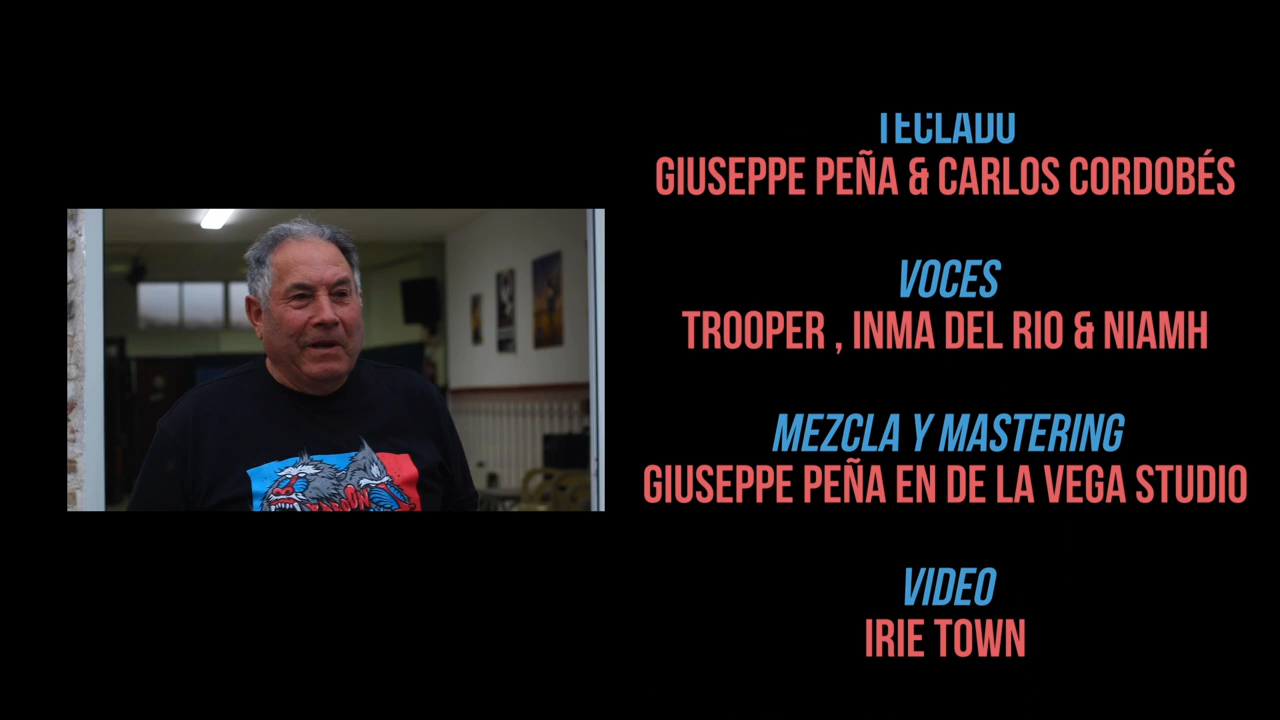 TECLADO
GIUSEPPE PEÑA & CARLOS CORDOBÉS
VOCES
TROOPER , INMA DEL RIO & NIAMH
MEZCLA Y MASTERING
GIUSEPPE PEÑA EN DE LA VEGA STUDIO
VIDEO
IRIE TOWN